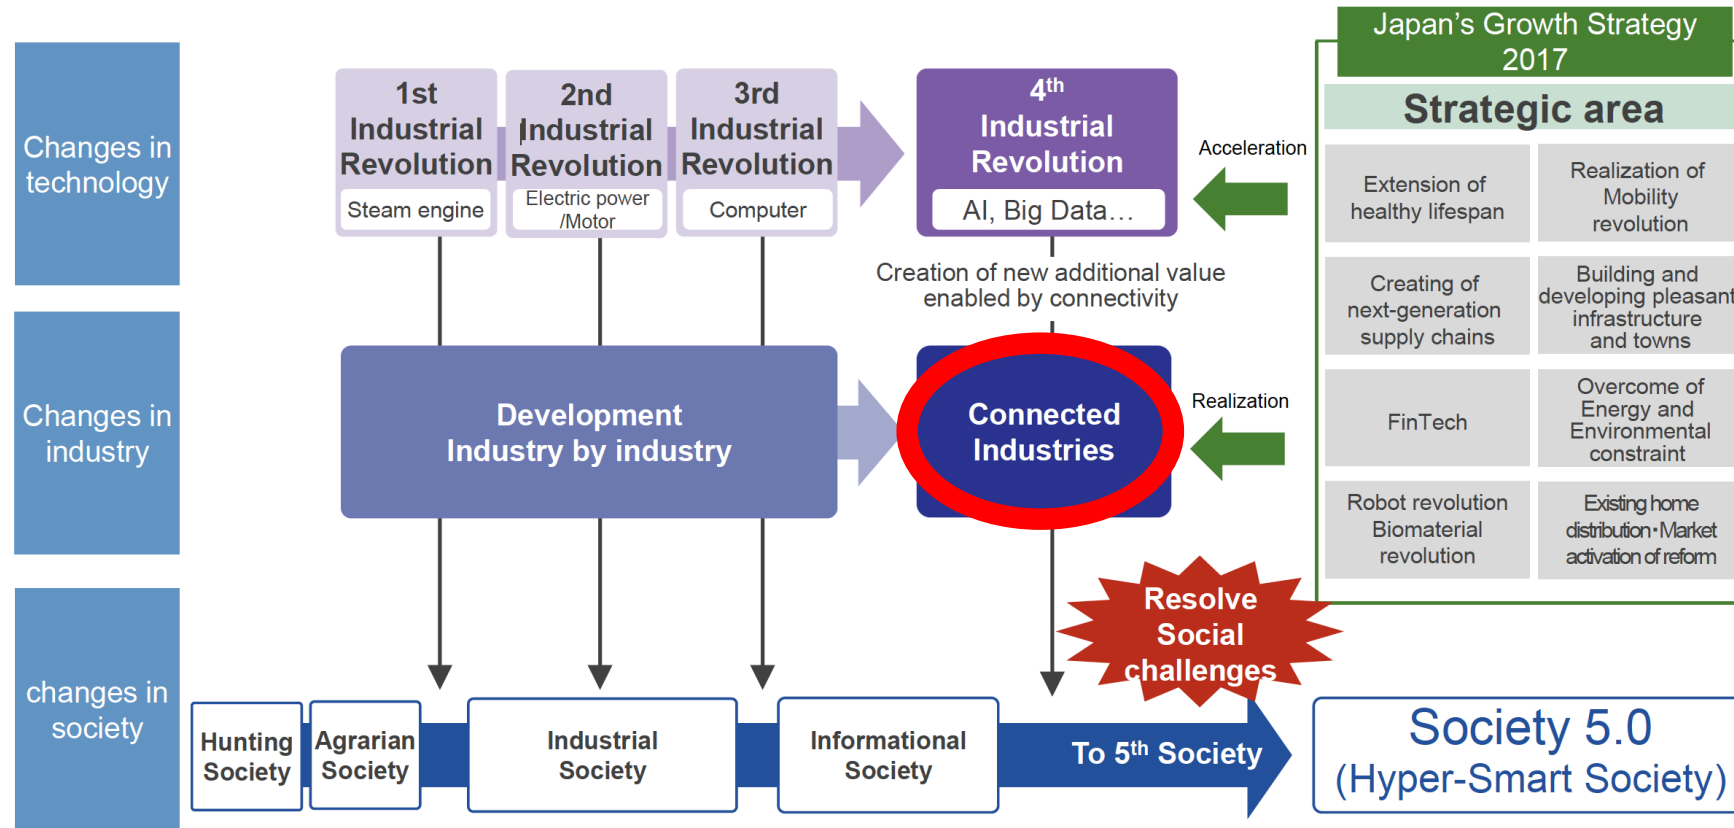 Changes in
technology
1st
Industrial
Revolution
Steam engine
2nd
Industrial
Revolution
Electric power
/Motor
3rd
Industrial
Revolution
Computer
4th
Industrial
Revolution
AI, Big Data…
Acceleration
Creation of new additional value
enabled by connectivity
Changes in
industry
Development
Industry by industry
Connected
Industries
Realization
Japan's Growth Strategy
2017
Strategic area
Extension of
healthy lifespan
Realization of
Mobility
revolution
Creating of
next-generation
supply chains
Building and
developing pleasant
infrastructure
and towns
FinTech
Overcome of
Energy and
Environmental
constraint
Robot revolution
Biomaterial
revolution
Existing home
distribution・Market
activation of reform
Resolve
Social
challenges
changes in
society
Hunting
Society
Agrarian
Society
Industrial
Society
Informational
Society
To 5th Society
Society 5.0
(Hyper-Smart Society)